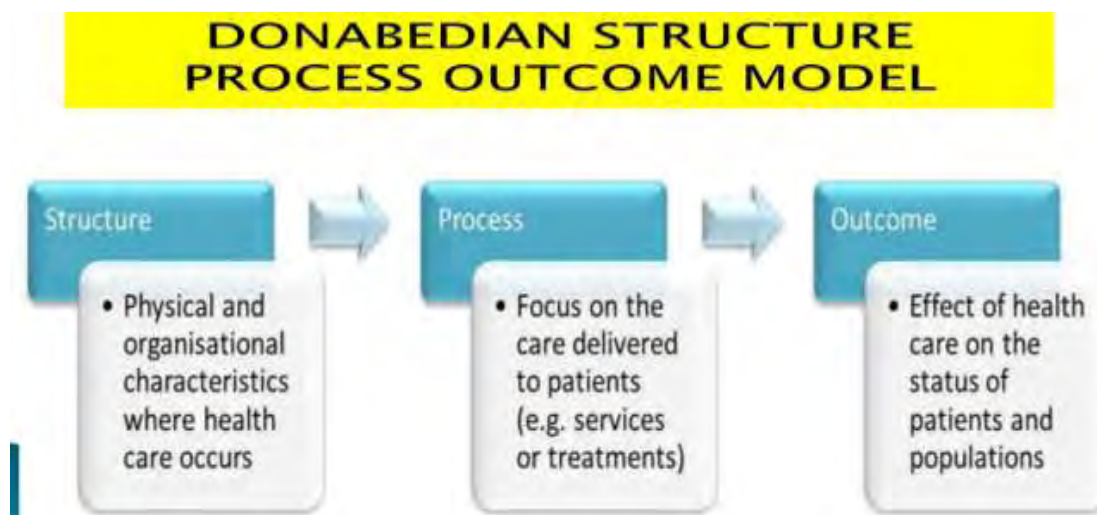 DONABEDIAN STRUCTURE
PROCESS OUTCOME MODEL
Structure
• Physical and
organisational
characteristics
where health
care occurs
Process
• Focus on the
care delivered
to patients
(e.g. services
or treatments)
Outcome
• Effect of health
care on the
status of
patients and
populations